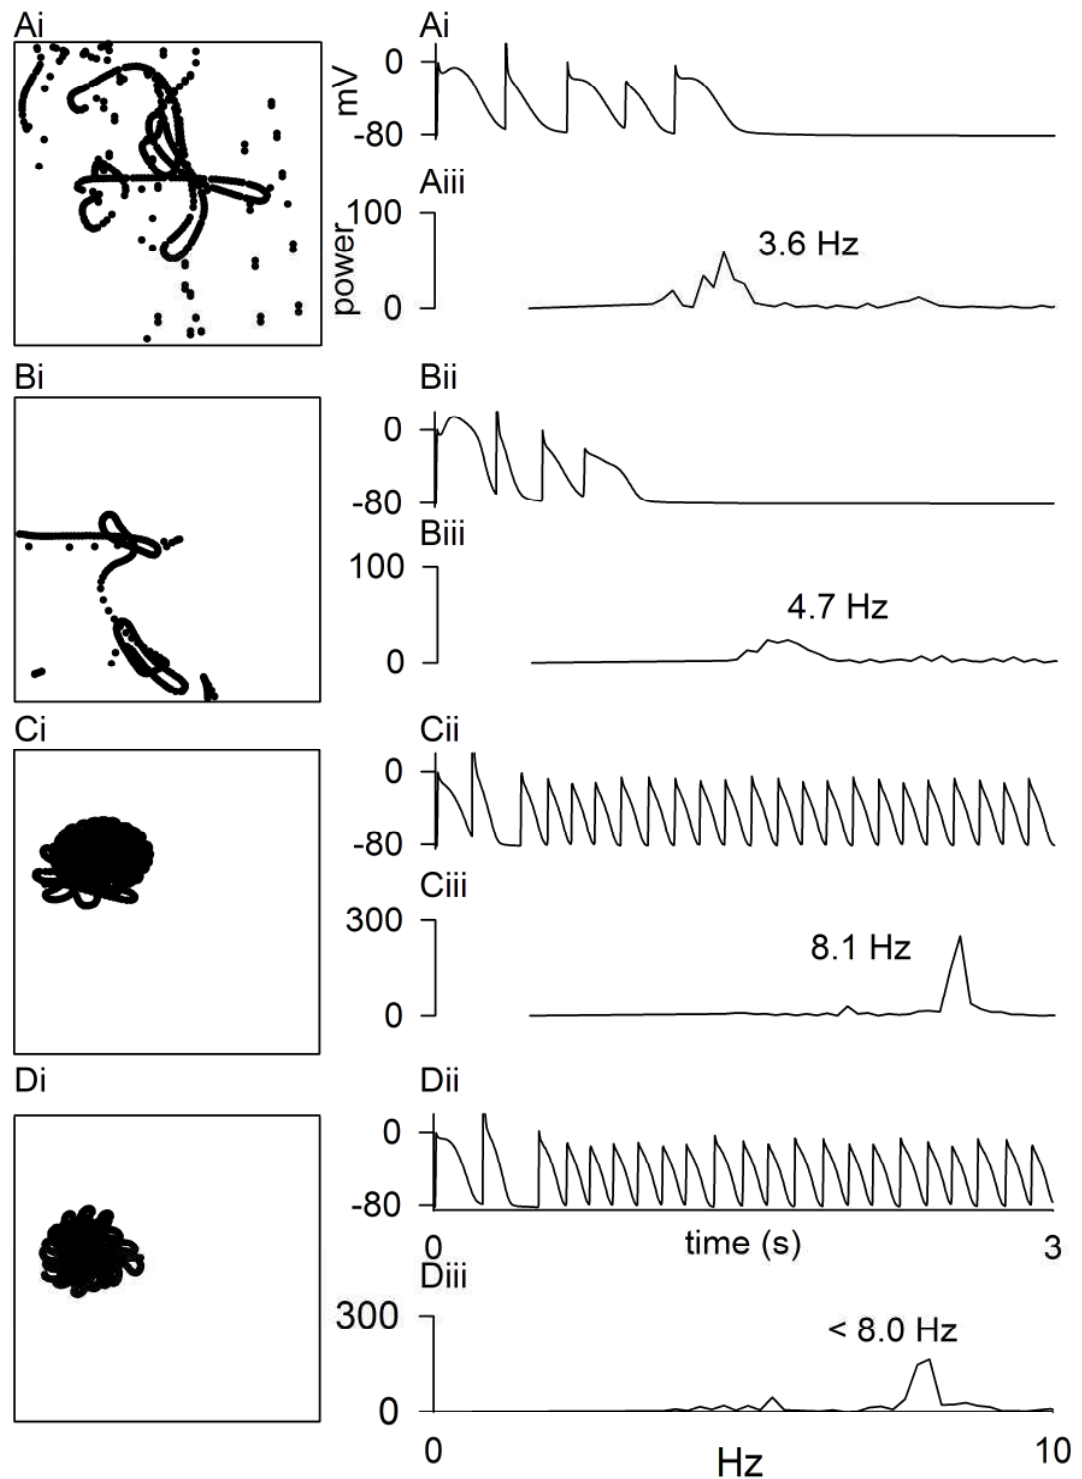 Ai
Ai
0
mV
-80
Aiii
100
power
3.6 Hz
0
Bi
Bii
0
-80
Biii
100
4.7 Hz
0
Ci
Cii
0
-80
Ciii
300
8.1 Hz
0
Di
Dii
0
-80
0 time (s) 3
Diii
300
< 8.0 Hz
0
0 Hz 10